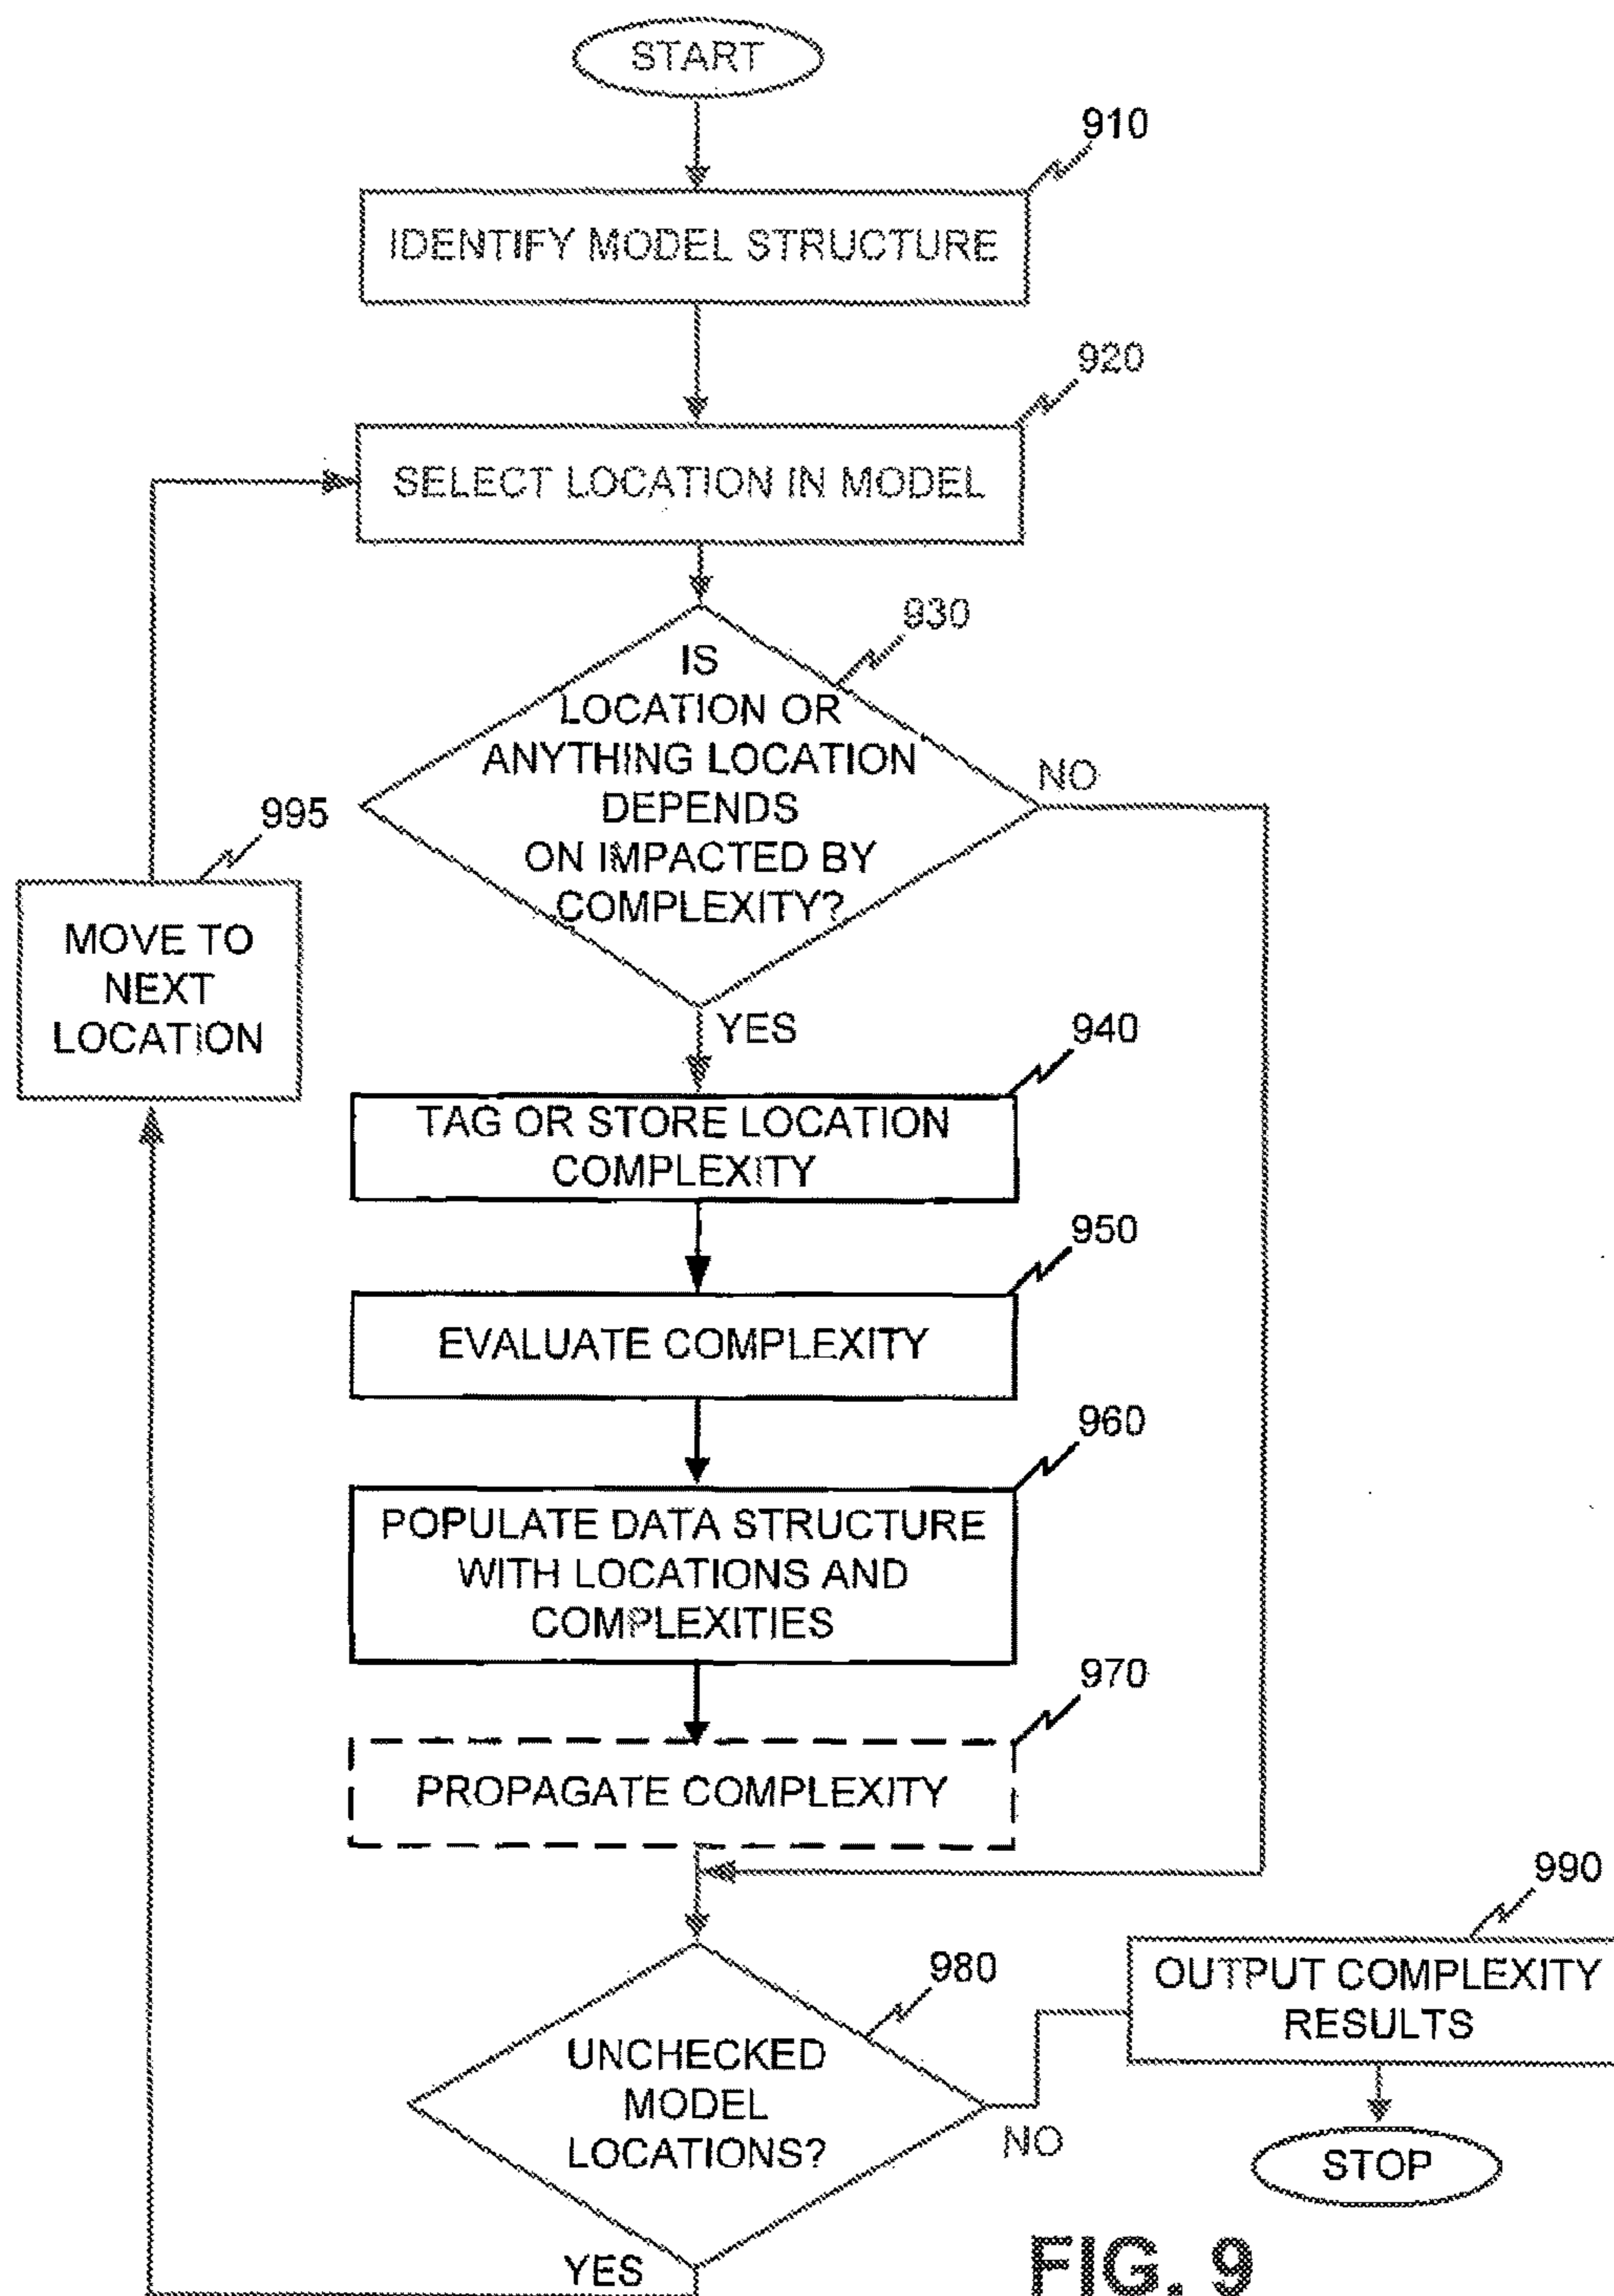 START
910
IDENTIFY MODEL STRUCTURE
920
SELECT LOCATION IN MODEL
930
IS
LOCATION OR
ANYTHING LOCATION
DEPENDS
ON IMPACTED BY
COMPLEXITY?
NO
995
MOVE TO
NEXT
LOCATION
YES
940
TAG OR STORE LOCATION
COMPLEXITY
950
EVALUATE COMPLEXITY
960
POPULATE DATA STRUCTURE
WITH LOCATIONS AND
COMPLEXITIES
970
PROPAGATE COMPLEXITY
980
UNCHECKED
MODEL
LOCATIONS?
NO
990
OUTPUT COMPLEXITY
RESULTS
STOP
YES
FIG. 9